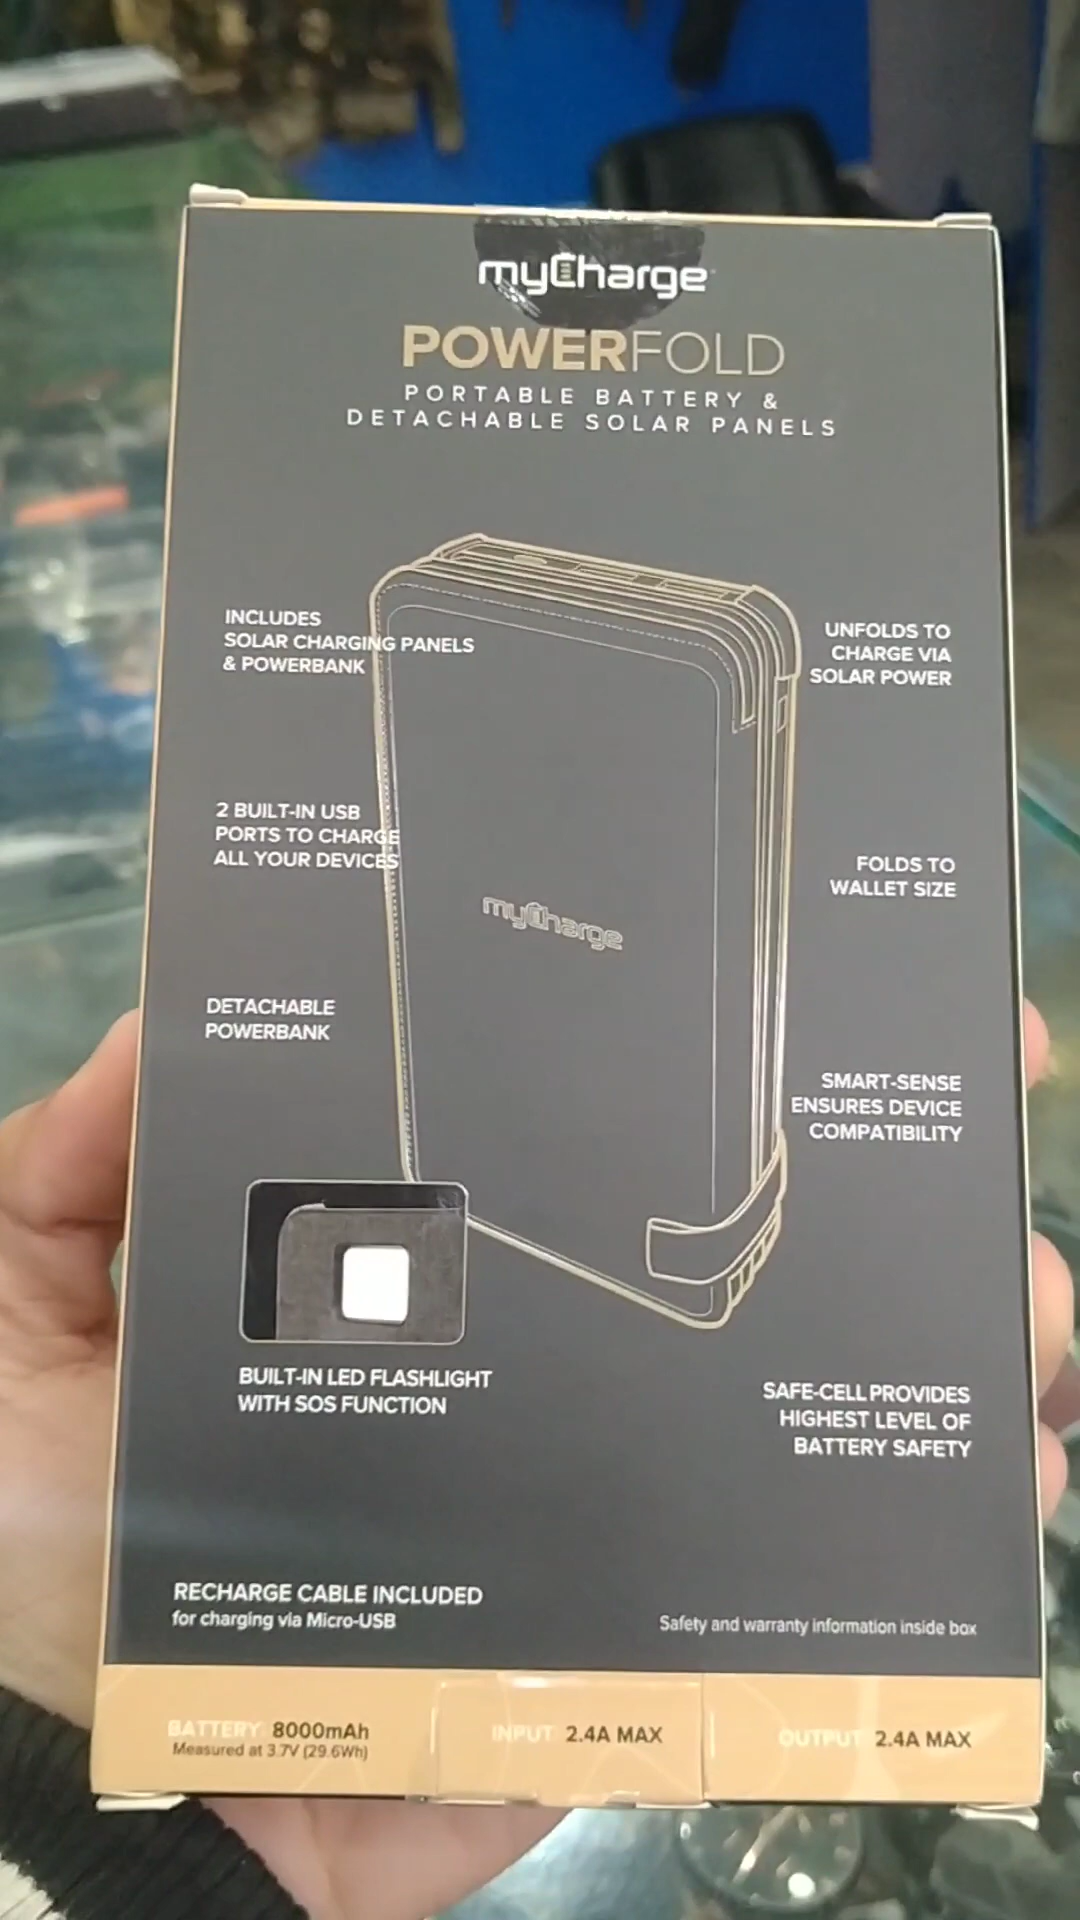 myCharge
POWERFOLD
PORTABLE BATTERY &
DETACHABLE SOLAR PANELS
INCLUDES
SOLAR CHARGING PANELS
& POWERBANK
UNFOLDS TO
CHARGE VIA
SOLAR POWER
2 BUILT-IN USB
PORTS TO CHARGE
ALL YOUR DEVICES
FOLDS TO
WALLET SIZE
myCharge
DETACHABLE
POWERBANK
SMART-SENSE
ENSURES DEVICE
COMPATIBILITY
BUILT-IN LED FLASHLIGHT
WITH SOS FUNCTION
SAFE-CELL PROVIDES
HIGHEST LEVEL OF
BATTERY SAFETY
RECHARGE CABLE INCLUDED
for charging via Micro-USB
Safety and warranty information inside box
BATTERY 8000mAh
Measured at 3.7V (29.6Wh)
INPUT 2.4A MAX
OUTPUT 2.4A MAX